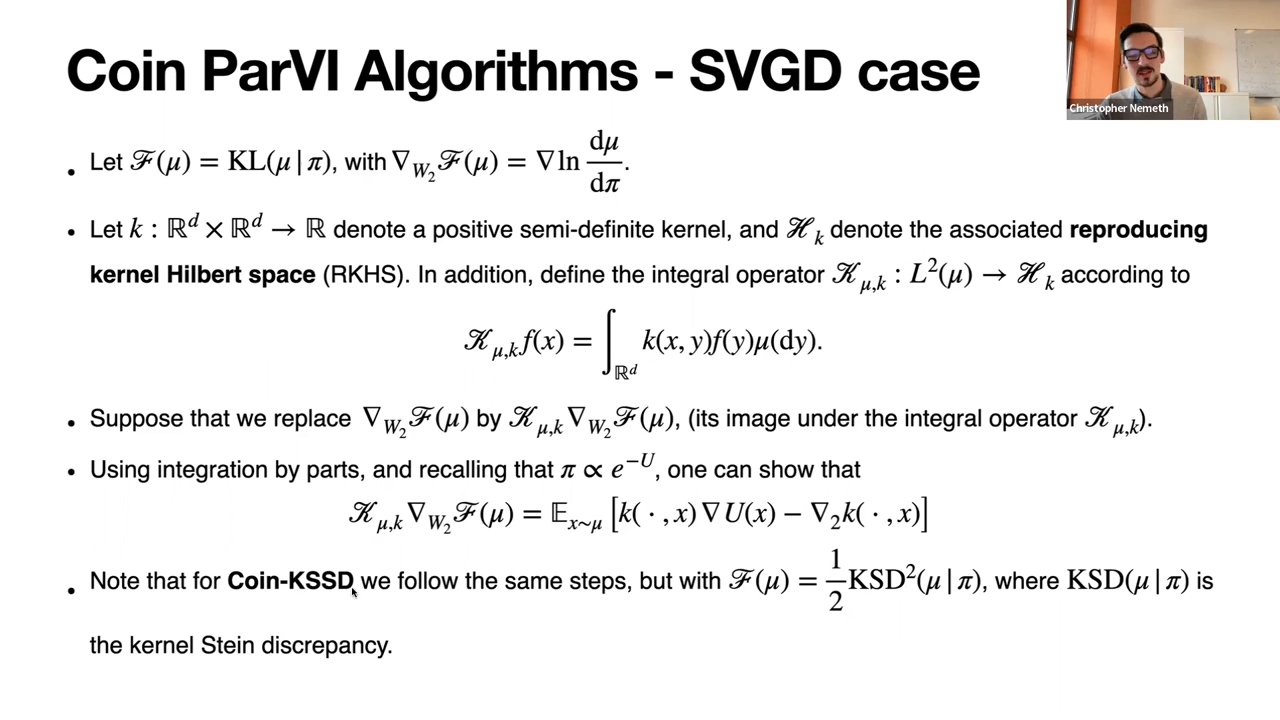 Coin ParVI Algorithms - SVGD case
Christopher Nemeth
• Let ℱ(μ) = KL(μ | π), with ∇_{W_2}ℱ(μ) = ∇ln dμ/dπ.
• Let k : ℝ^d × ℝ^d → ℝ denote a positive semi-definite kernel, and ℋ_k denote the associated reproducing
kernel Hilbert space (RKHS). In addition, define the integral operator 𝒦_{μ,k} : L²(μ) → ℋ_k according to
𝒦_{μ,k}f(x) = ∫_{ℝ^d} k(x, y)f(y)μ(dy).
• Suppose that we replace ∇_{W_2}ℱ(μ) by 𝒦_{μ,k}∇_{W_2}ℱ(μ), (its image under the integral operator 𝒦_{μ,k}).
• Using integration by parts, and recalling that π ∝ e^{−U}, one can show that
𝒦_{μ,k}∇_{W_2}ℱ(μ) = 𝔼_{x∼μ} [k( · , x)∇U(x) − ∇_2k( · , x)]
• Note that for Coin-KSSD we follow the same steps, but with ℱ(μ) = 1/2 KSD²(μ | π), where KSD(μ | π) is
the kernel Stein discrepancy.